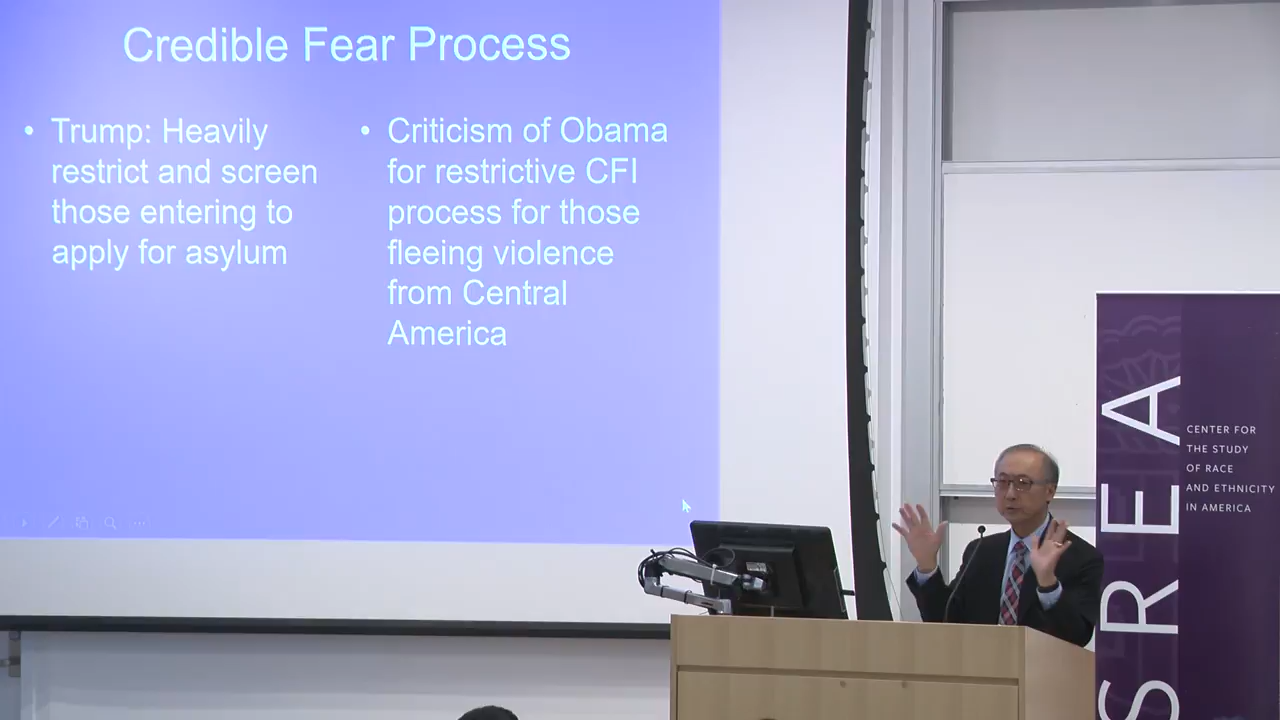 Credible Fear Process
• Trump: Heavily
restrict and screen
those entering to
apply for asylum
• Criticism of Obama
for restrictive CFI
process for those
fleeing violence
from Central
America
SREA
CENTER FOR
THE STUDY
OF RACE
AND ETHNICITY
IN AMERICA